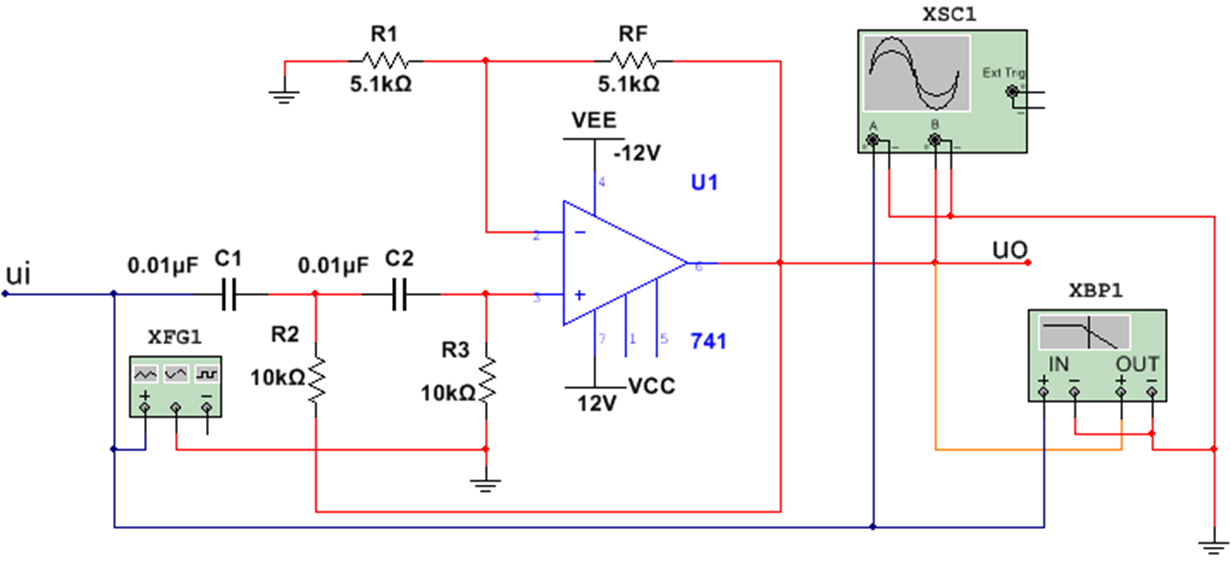 XSC1
R1
RF
5.1kΩ
5.1kΩ
Ext Trig
+
−
A
B
+ −
+ −
VEE
-12V
4
U1
2
−
uo
0.01µF C1
0.01µF C2
6
ui
3
+
XBP1
XFG1
R2
R3
7
1
5
741
IN OUT
+ − + −
10kΩ
10kΩ
VCC
12V
+ −